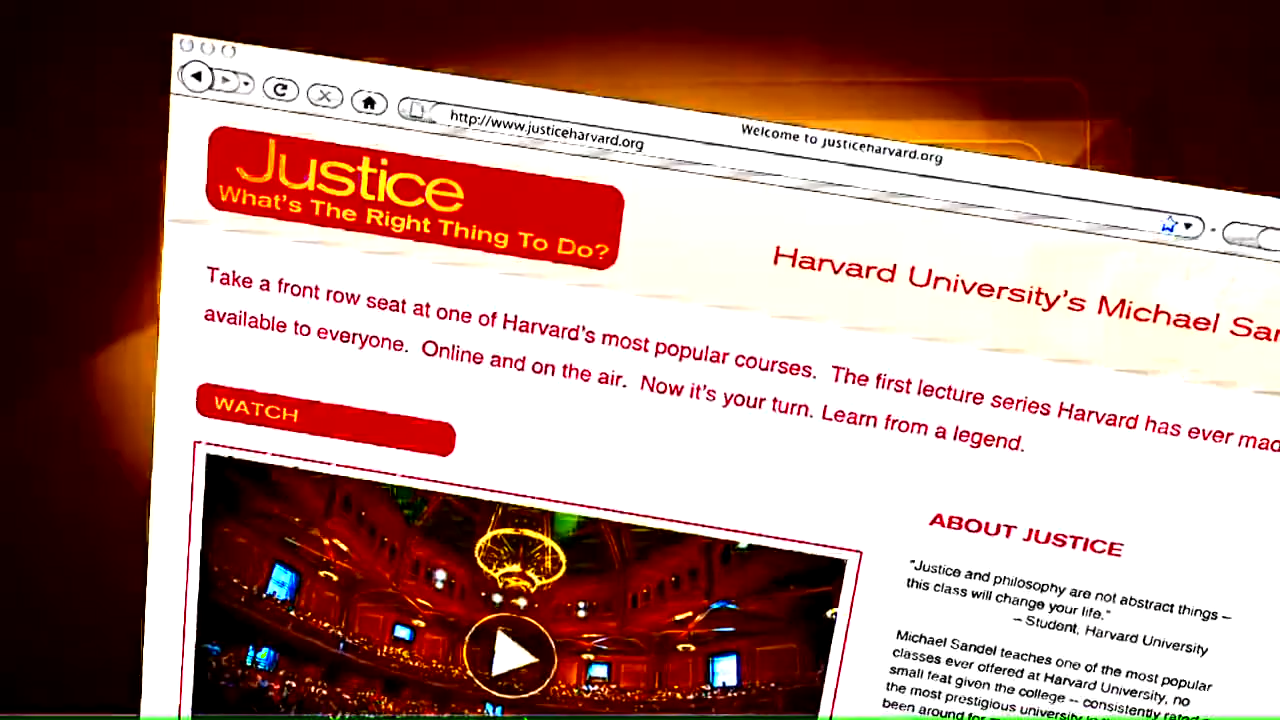 Welcome to justiceharvard.org
http://www.justiceharvard.org
Justice
What's The Right Thing To Do?
Harvard University's Michael
Take a front row seat at one of Harvard's most popular courses. The first lecture series Harvard has ever
available to everyone. Online and on the air. Now it's your turn. Learn from a legend.
WATCH
ABOUT JUSTICE
"Justice and philosophy are not abstract things –
this class will change your life."
– Student, Harvard University
Michael Sandel teaches one of the most popular
classes ever offered at Harvard University, no
small feat given the college -- consistently rated
the most prestigious university in
been around for